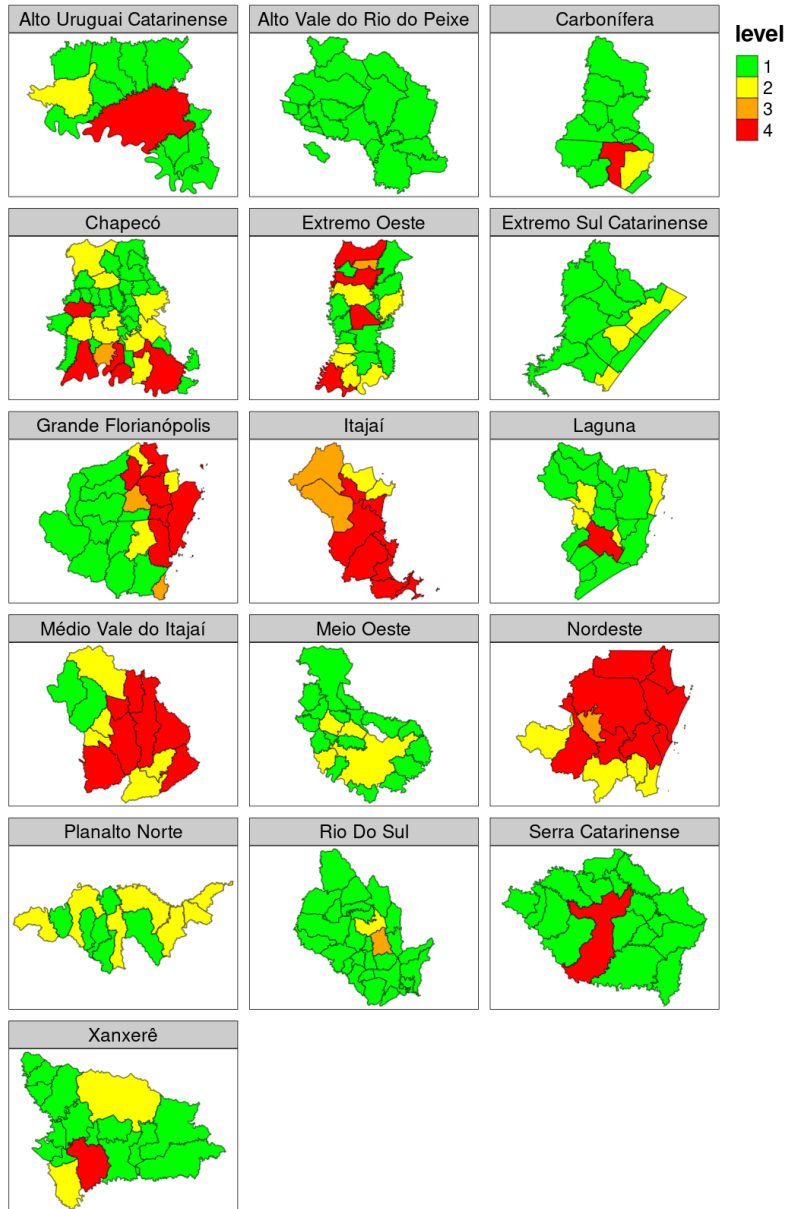 Alto Uruguai Catarinense
Alto Vale do Rio do Peixe
Carbonífera
level
1
2
3
4
Chapecó
Extremo Oeste
Extremo Sul Catarinense
Grande Florianópolis
Itajaí
Laguna
Médio Vale do Itajaí
Meio Oeste
Nordeste
Planalto Norte
Rio Do Sul
Serra Catarinense
Xanxerê